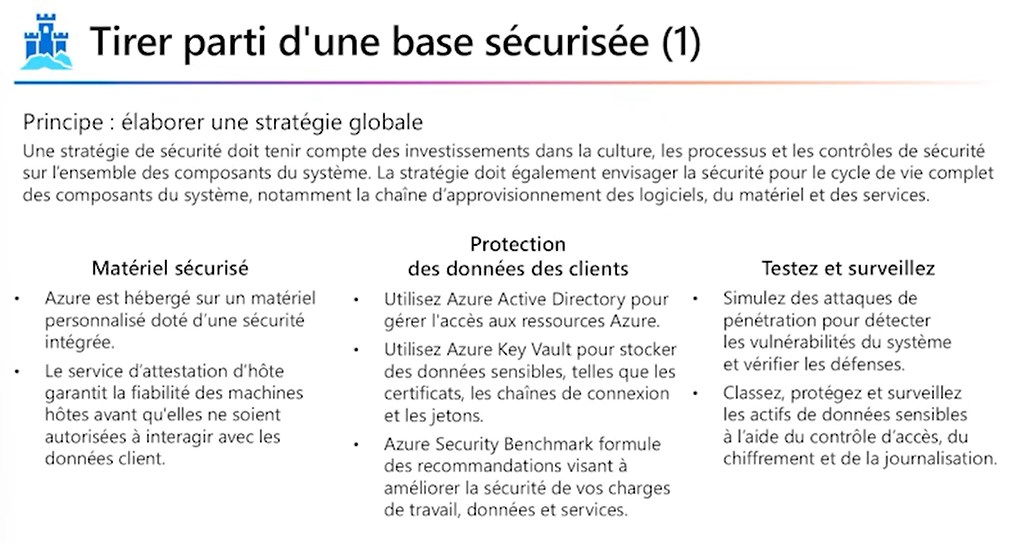 Tirer parti d'une base sécurisée (1)
Principe : élaborer une stratégie globale
Une stratégie de sécurité doit tenir compte des investissements dans la culture, les processus et les contrôles de sécurité
sur l'ensemble des composants du système. La stratégie doit également envisager la sécurité pour le cycle de vie complet
des composants du système, notamment la chaîne d'approvisionnement des logiciels, du matériel et des services.
Matériel sécurisé
• Azure est hébergé sur un matériel
personnalisé doté d'une sécurité
intégrée.
• Le service d'attestation d'hôte
garantit la fiabilité des machines
hôtes avant qu'elles ne soient
autorisées à interagir avec les
données client.
Protection
des données des clients
• Utilisez Azure Active Directory pour
gérer l'accès aux ressources Azure.
• Utilisez Azure Key Vault pour stocker
des données sensibles, telles que les
certificats, les chaînes de connexion
et les jetons.
• Azure Security Benchmark formule
des recommandations visant à
améliorer la sécurité de vos charges
de travail, données et services.
Testez et surveillez
• Simulez des attaques de
pénétration pour détecter
les vulnérabilités du système
et vérifier les défenses.
• Classez, protégez et surveillez
les actifs de données sensibles
à l'aide du contrôle d'accès, du
chiffrement et de la journalisation.